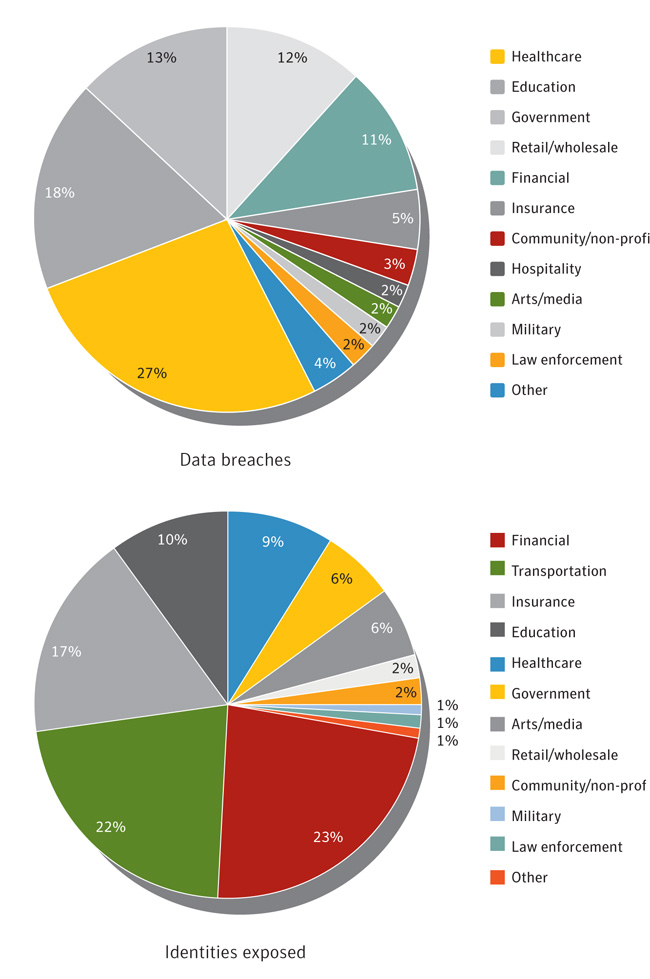 13%
12%
11%
18%
5%
3%
2%
2%
2%
2%
4%
27%
Healthcare
Education
Government
Retail/wholesale
Financial
Insurance
Community/non-profi
Hospitality
Arts/media
Military
Law enforcement
Other
Data breaches
10%
9%
6%
6%
17%
2%
2%
1%
1%
1%
22%
23%
Financial
Transportation
Insurance
Education
Healthcare
Government
Arts/media
Retail/wholesale
Community/non-prof
Military
Law enforcement
Other
Identities exposed